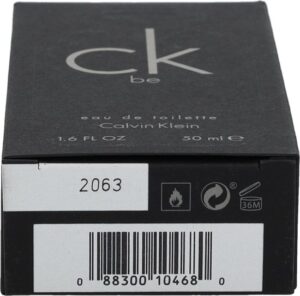 ck
be
eau de toilette
Calvin Klein
1.6 FL OZ 50 ml ℮
2063
36M
0 88300 10468 0